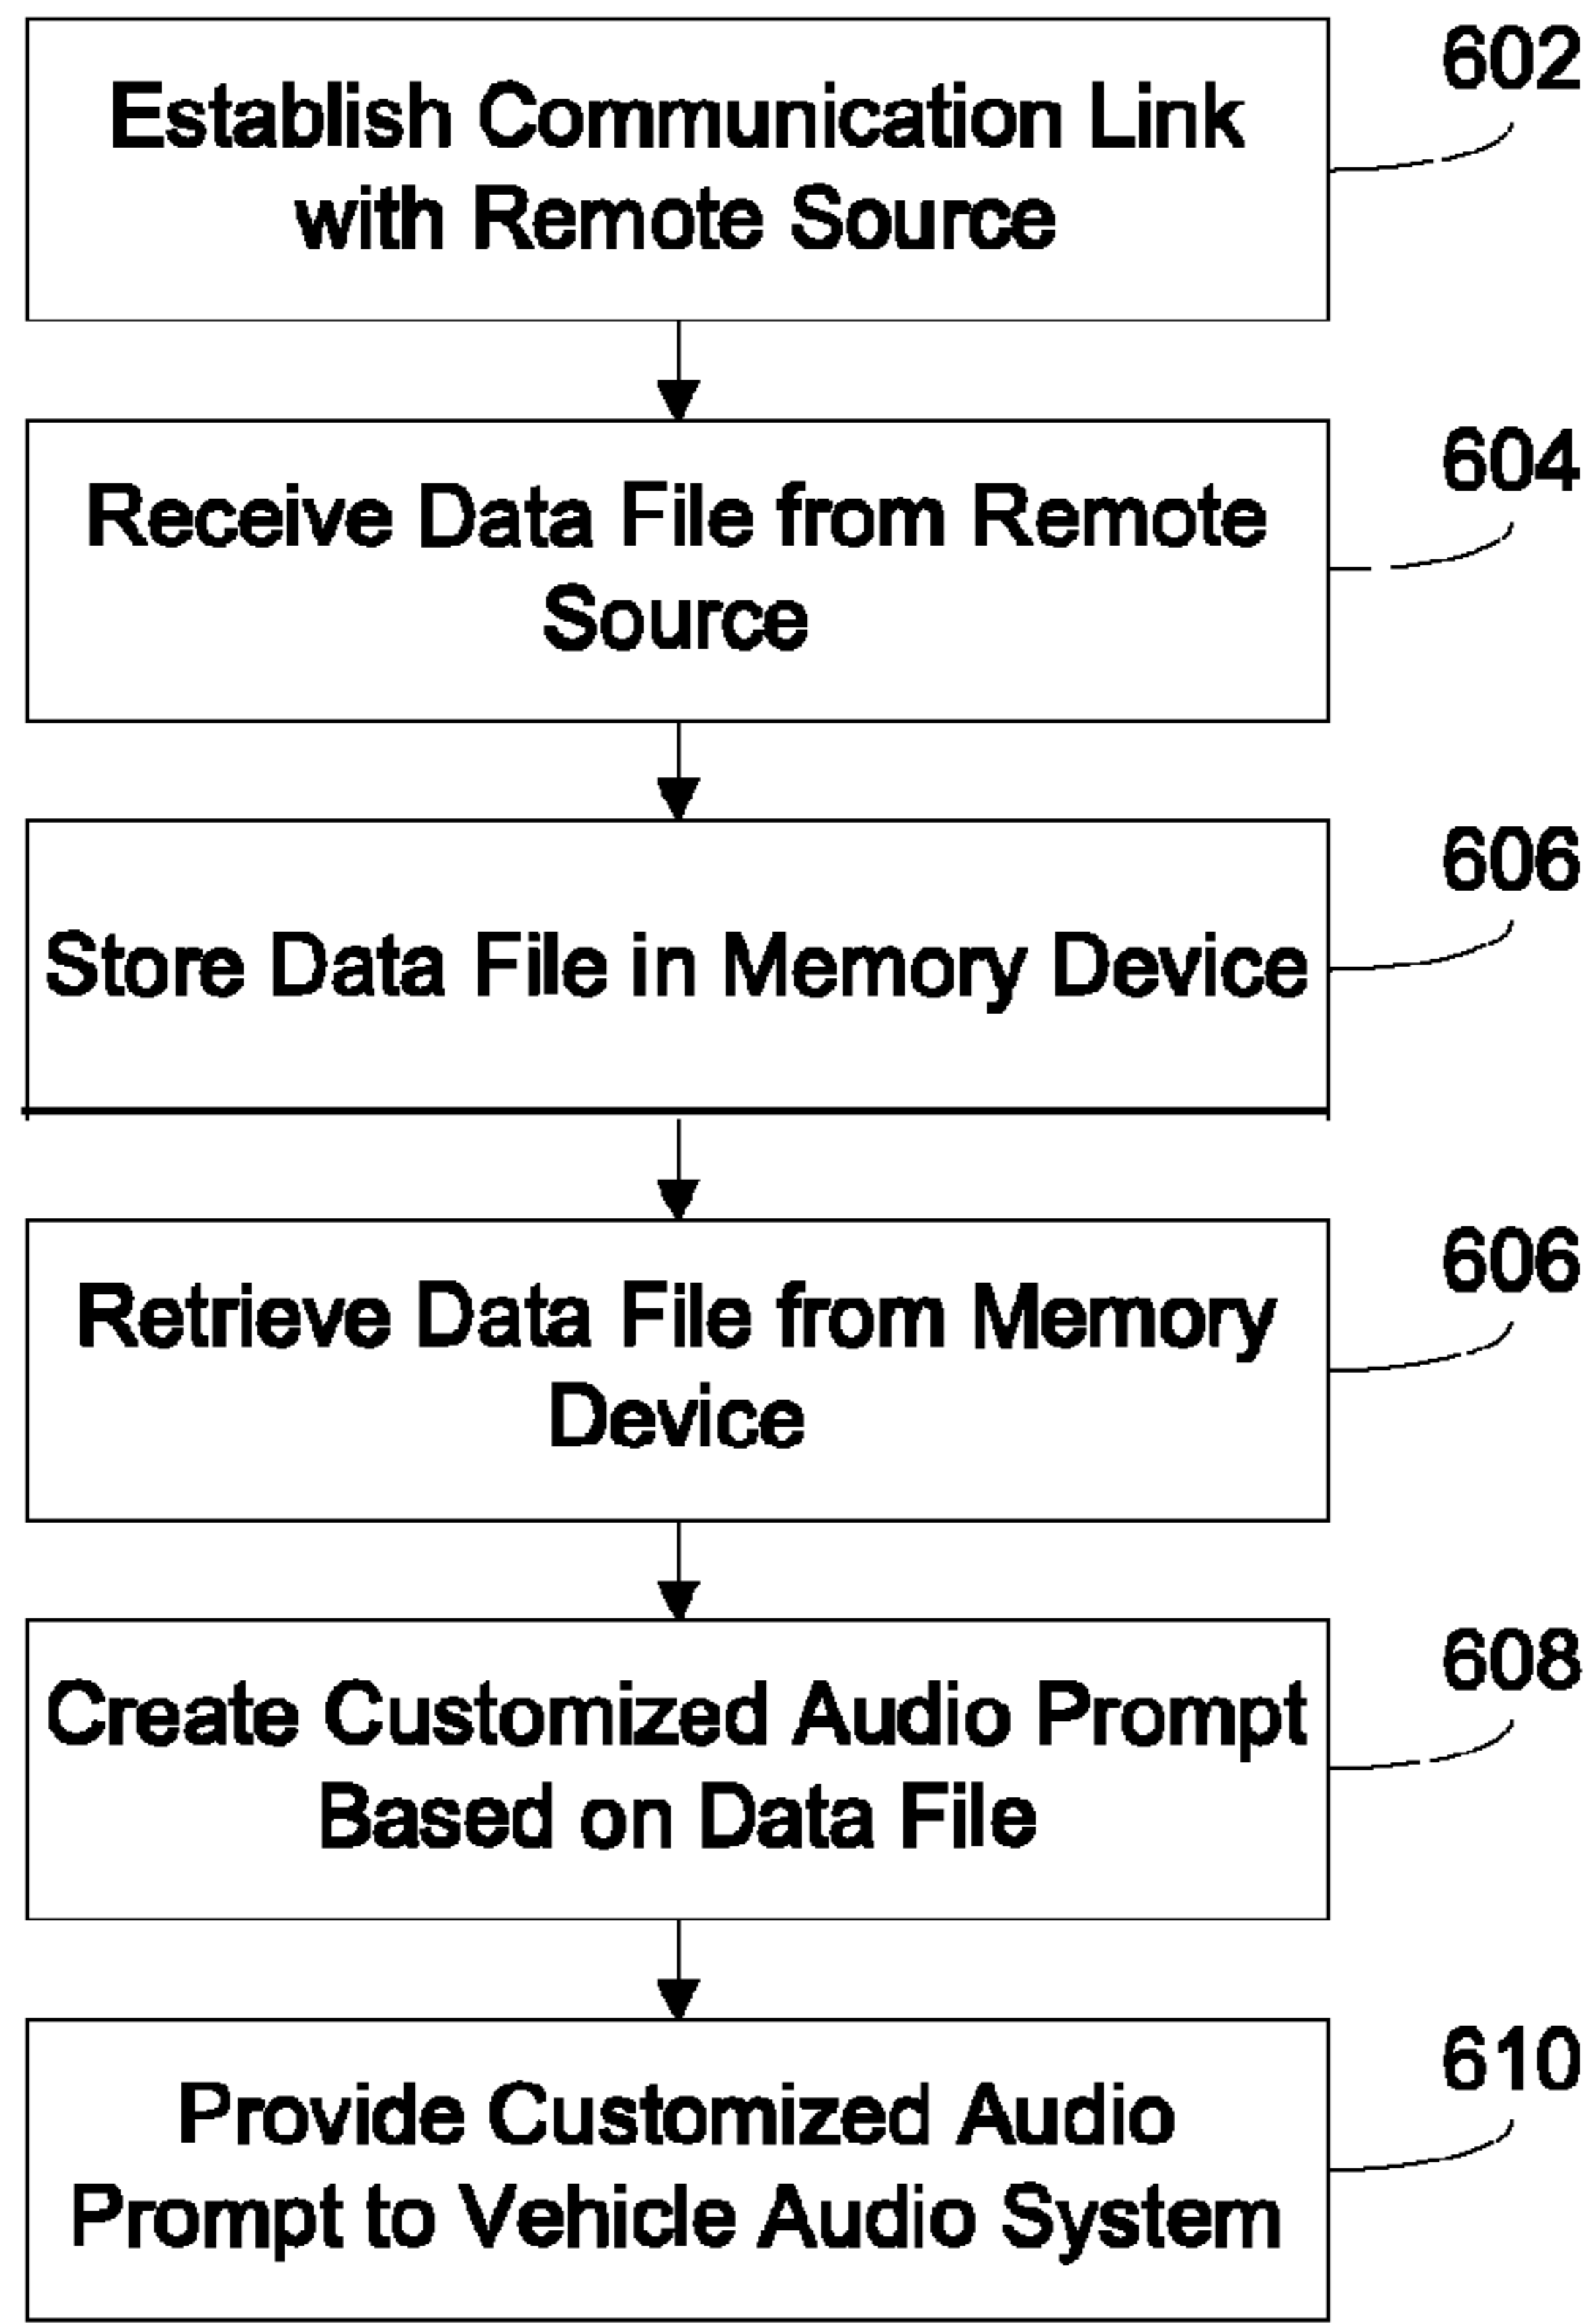 Establish Communication Link
with Remote Source
602
Receive Data File from Remote
Source
604
Store Data File in Memory Device
606
Retrieve Data File from Memory
Device
606
Create Customized Audio Prompt
Based on Data File
608
Provide Customized Audio
Prompt to Vehicle Audio System
610